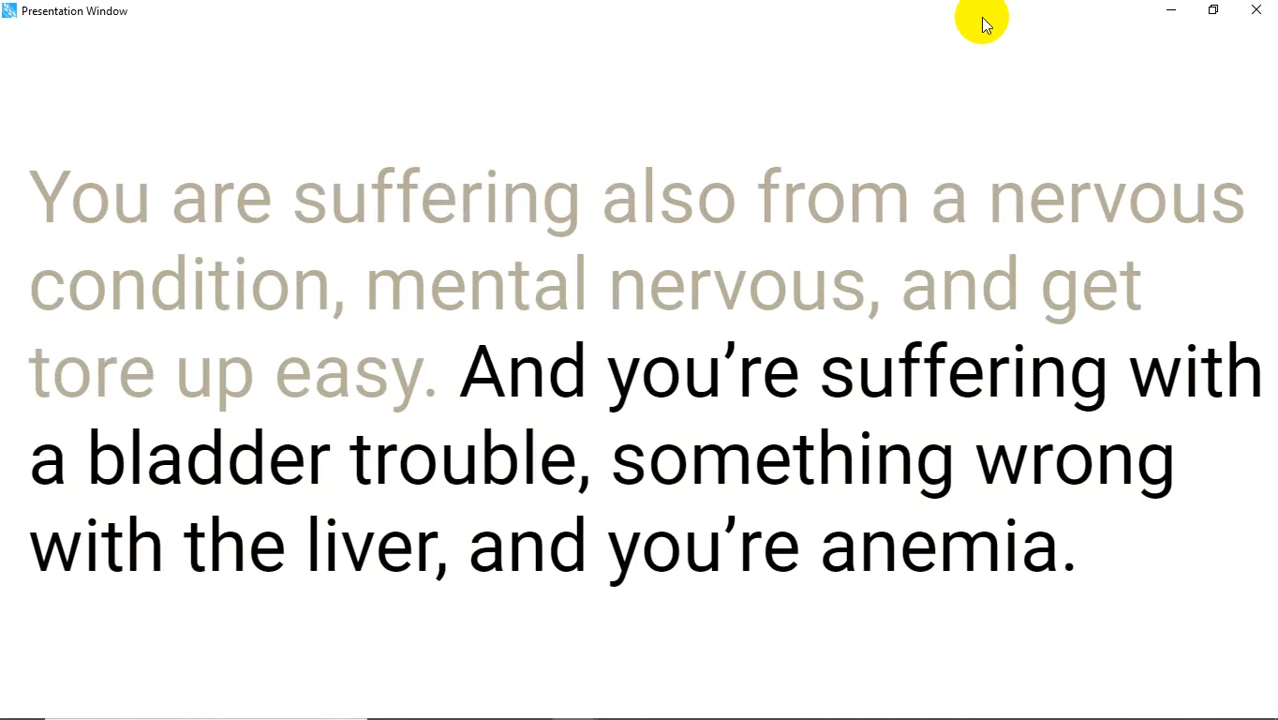 Presentation Window
You are suffering also from a nervous
condition, mental nervous, and get
tore up easy. And you’re suffering with
a bladder trouble, something wrong
with the liver, and you’re anemia.